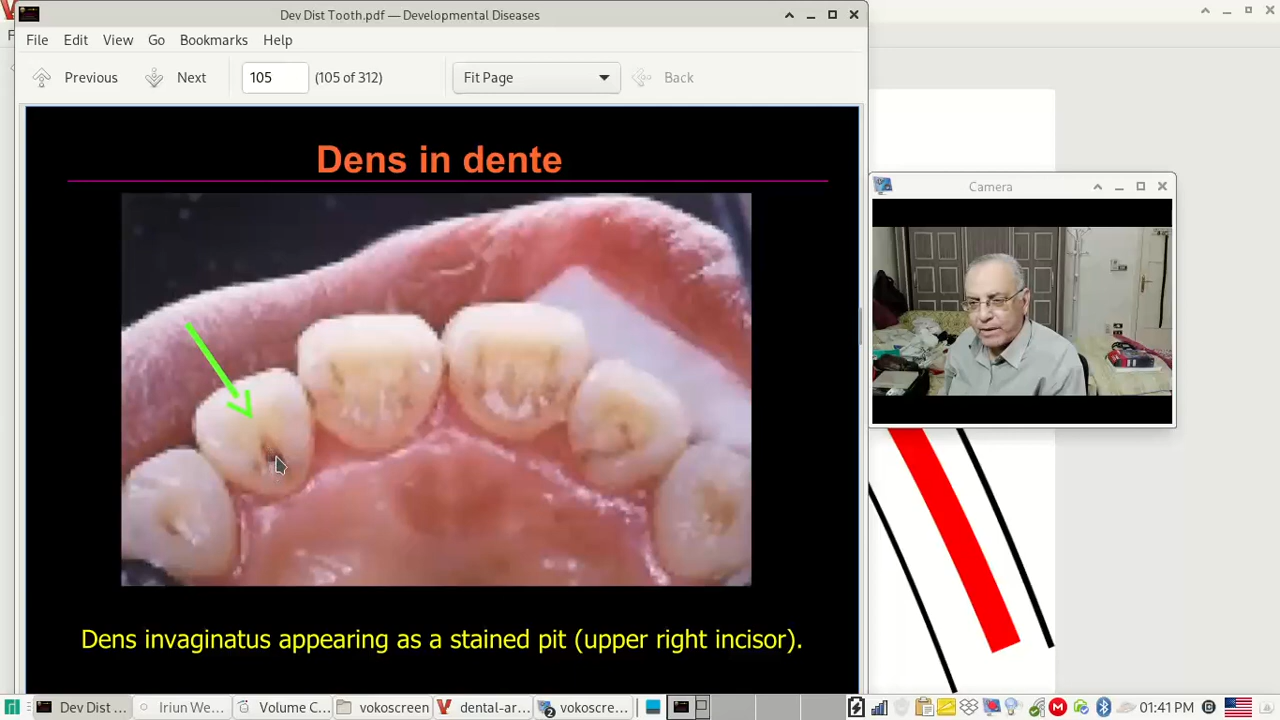 Dev Dist Tooth.pdf — Developmental Diseases
File Edit View Go Bookmarks Help
Previous Next 105 (105 of 312) Fit Page Back
Dens in dente
Camera
Dens invaginatus appearing as a stained pit (upper right incisor).
Dev Dist ... Triun We... Volume C... vokoscreen dental-ar... 2 vokoscre... 01:41 PM